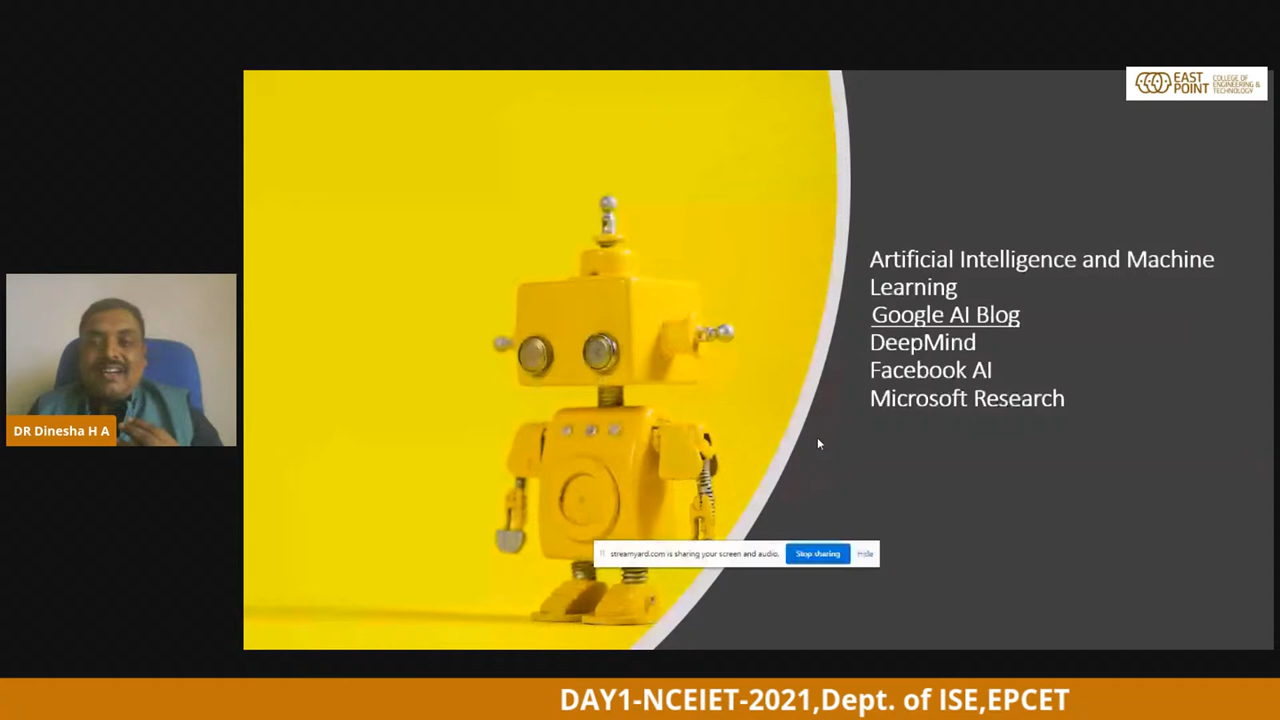 EAST
POINT
COLLEGE OF
ENGINEERING &
TECHNOLOGY
Artificial Intelligence and Machine
Learning
Google AI Blog
DeepMind
Facebook AI
Microsoft Research
DR Dinesha H A
streamyard.com is sharing your screen and audio.
Stop sharing
Hide
DAY1-NCEIET-2021,Dept. of ISE,EPCET